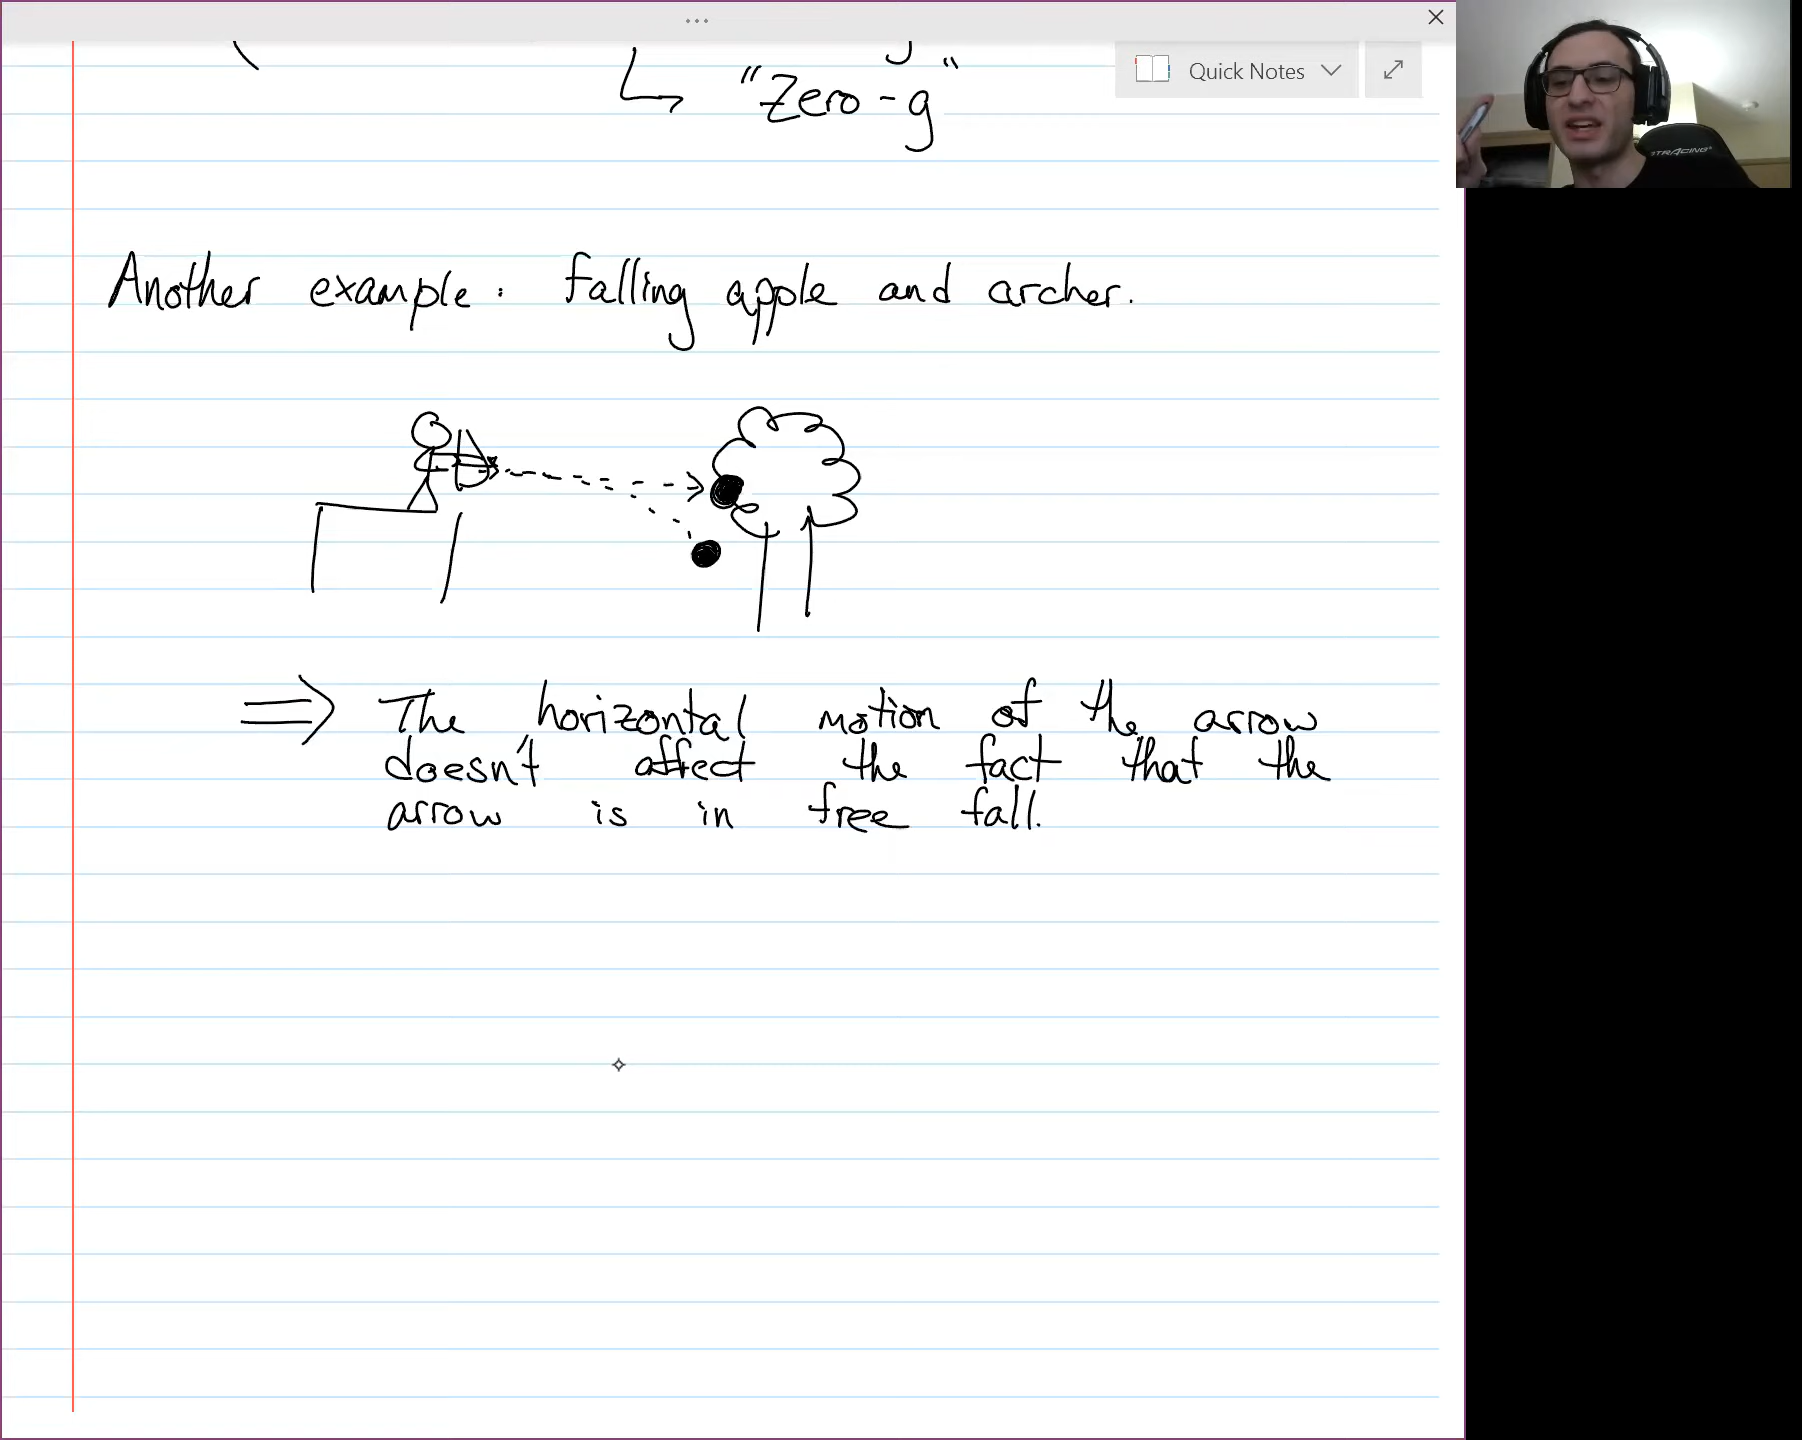 Quick Notes
"Zero-g"
Another example: falling apple and archer.
The horizontal motion of the arrow
doesn't affect the fact that the
arrow is in free fall.